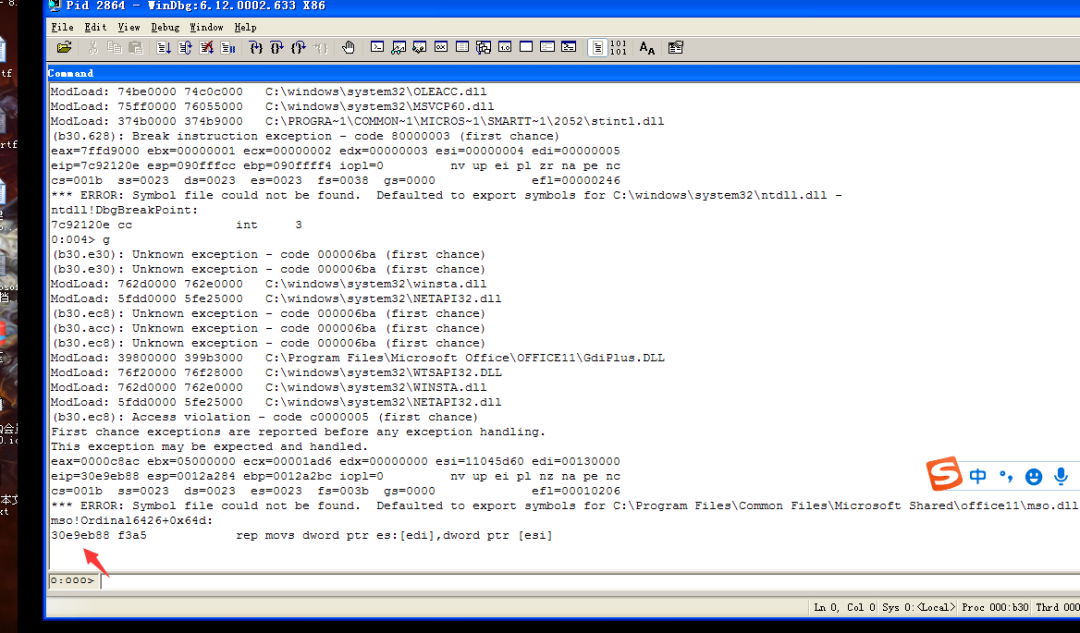 Pid 2864 - WinDbg:6.12.0002.633 X86
File Edit View Debug Window Help
Command
ModLoad: 74be0000 74c0c000   C:\windows\system32\OLEACC.dll
ModLoad: 75ff0000 76055000   C:\windows\system32\MSVCP60.dll
ModLoad: 374b0000 374b9000   C:\PROGRA~1\COMMON~1\MICROS~1\SMARTT~1\2052\stintl.dll
(b30.628): Break instruction exception - code 80000003 (first chance)
eax=7ffd9000 ebx=00000001 ecx=00000002 edx=00000003 esi=00000004 edi=00000005
eip=7c92120e esp=090fffcc ebp=090ffff4 iopl=0         nv up ei pl zr na pe nc
cs=001b  ss=0023  ds=0023  es=0023  fs=0038  gs=0000             efl=00000246
*** ERROR: Symbol file could not be found.  Defaulted to export symbols for C:\windows\system32\ntdll.dll -
ntdll!DbgBreakPoint:
7c92120e cc              int     3
0:004> g
(b30.e30): Unknown exception - code 000006ba (first chance)
(b30.e30): Unknown exception - code 000006ba (first chance)
ModLoad: 762d0000 762e0000   C:\windows\system32\winsta.dll
ModLoad: 5fdd0000 5fe25000   C:\windows\system32\NETAPI32.dll
(b30.ec8): Unknown exception - code 000006ba (first chance)
(b30.acc): Unknown exception - code 000006ba (first chance)
(b30.ec8): Unknown exception - code 000006ba (first chance)
ModLoad: 39800000 399b3000   C:\Program Files\Microsoft Office\OFFICE11\GdiPlus.DLL
ModLoad: 76f20000 76f28000   C:\windows\system32\WTSAPI32.DLL
ModLoad: 762d0000 762e0000   C:\windows\system32\WINSTA.dll
ModLoad: 5fdd0000 5fe25000   C:\windows\system32\NETAPI32.dll
(b30.ec8): Access violation - code c0000005 (first chance)
First chance exceptions are reported before any exception handling.
This exception may be expected and handled.
eax=0000c8ac ebx=05000000 ecx=00001ad6 edx=00000000 esi=11045d60 edi=00130000
eip=30e9eb88 esp=0012a284 ebp=0012a2bc iopl=0         nv up ei pl nz na pe nc
cs=001b  ss=0023  ds=0023  es=0023  fs=003b  gs=0000             efl=00010206
*** ERROR: Symbol file could not be found.  Defaulted to export symbols for C:\Program Files\Common Files\Microsoft Shared\office11\mso.dll
mso!Ordinal6426+0x64d:
30e9eb88 f3a5            rep movs dword ptr es:[edi],dword ptr [esi]
0:000>
中
Ln 0, Col 0 Sys 0:<Local> Proc 000:b30 Thrd 000